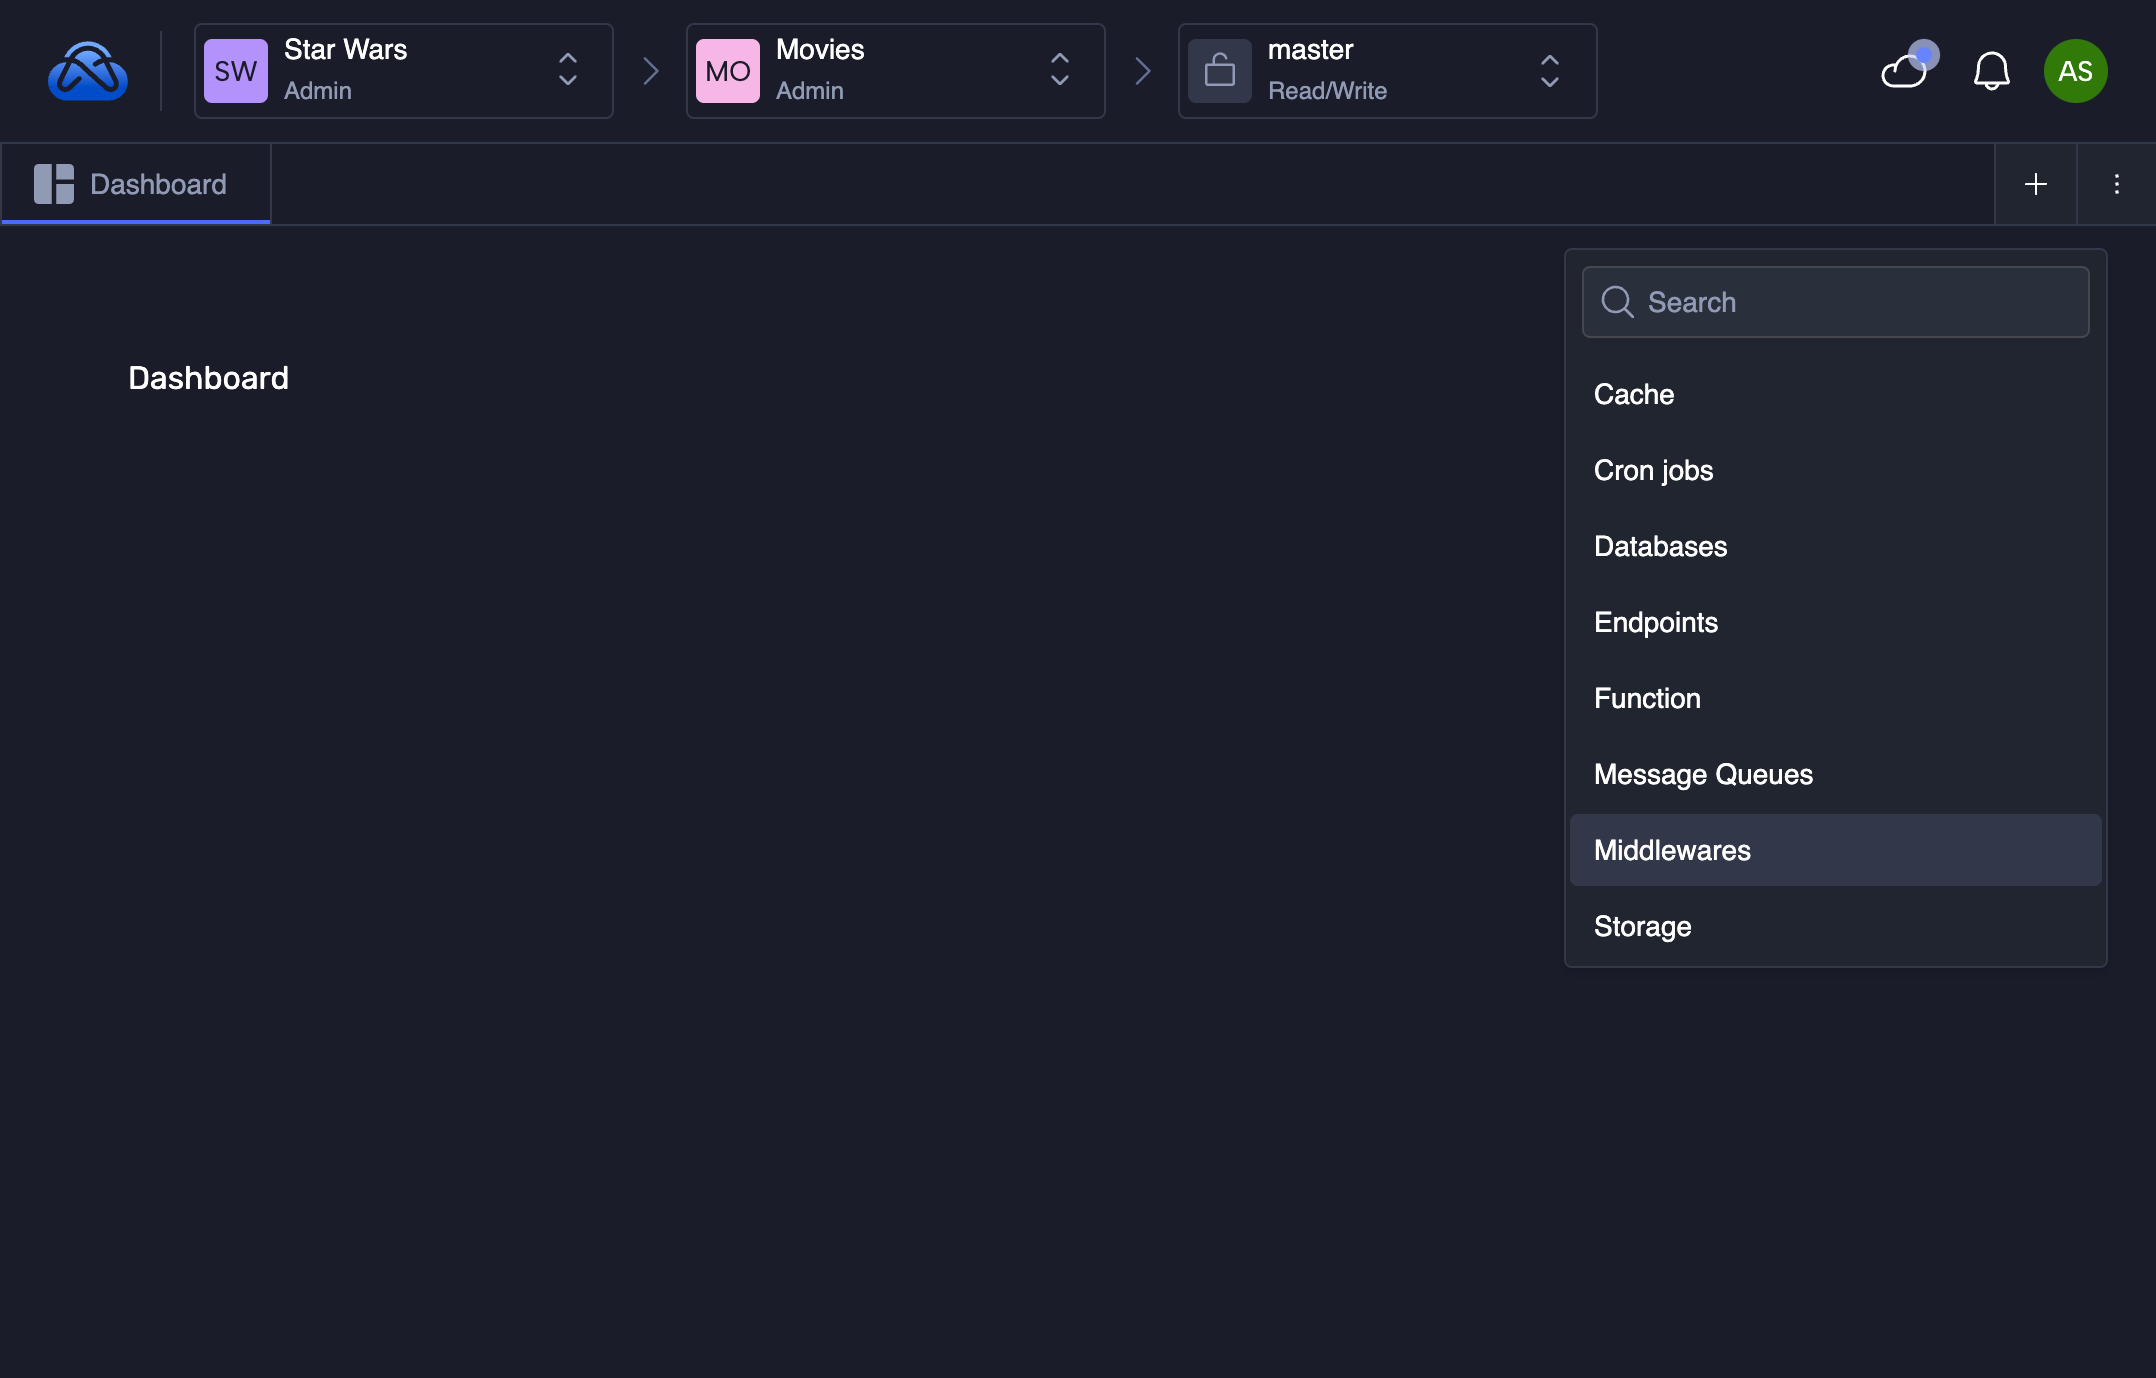 SW
Star Wars
Admin
MO
Movies
Admin
master
Read/Write
AS
Dashboard
Search
Dashboard
Cache
Cron jobs
Databases
Endpoints
Function
Message Queues
Middlewares
Storage